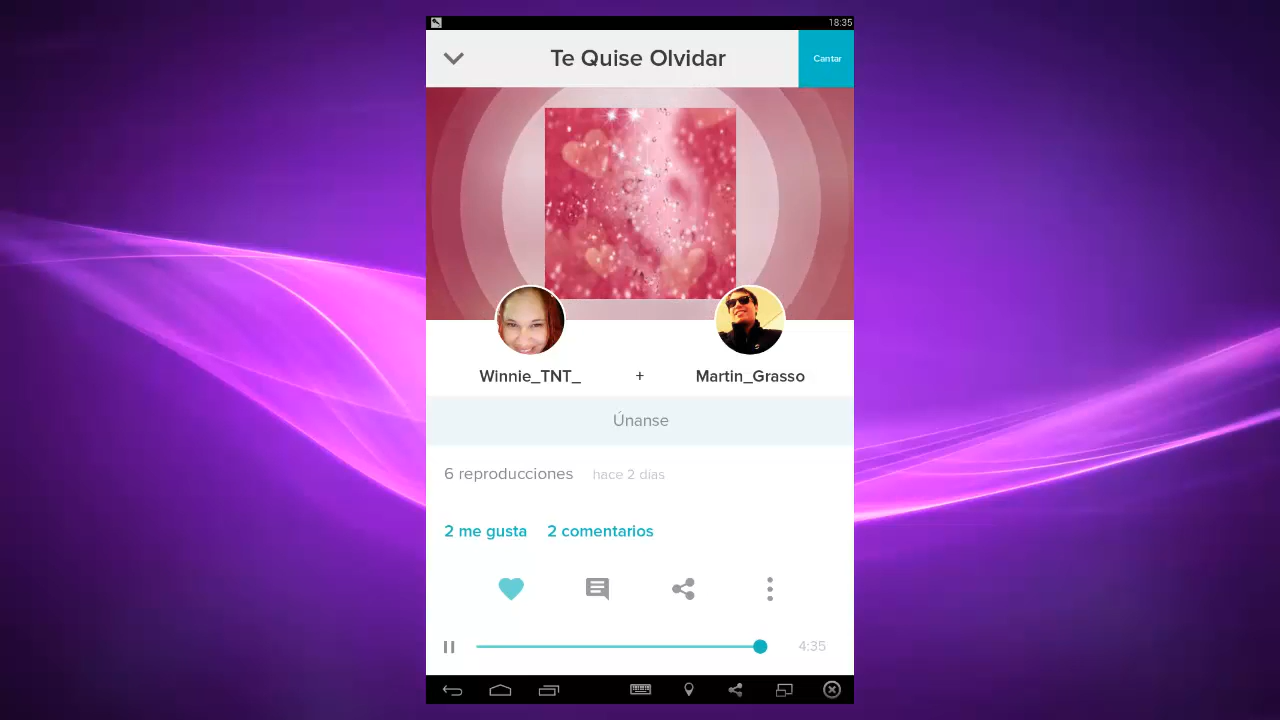 18:35
Te Quise Olvidar
Cantar
Winnie_TNT_ + Martin_Grasso
Únanse
6 reproducciones hace 2 días
2 me gusta 2 comentarios
4:35